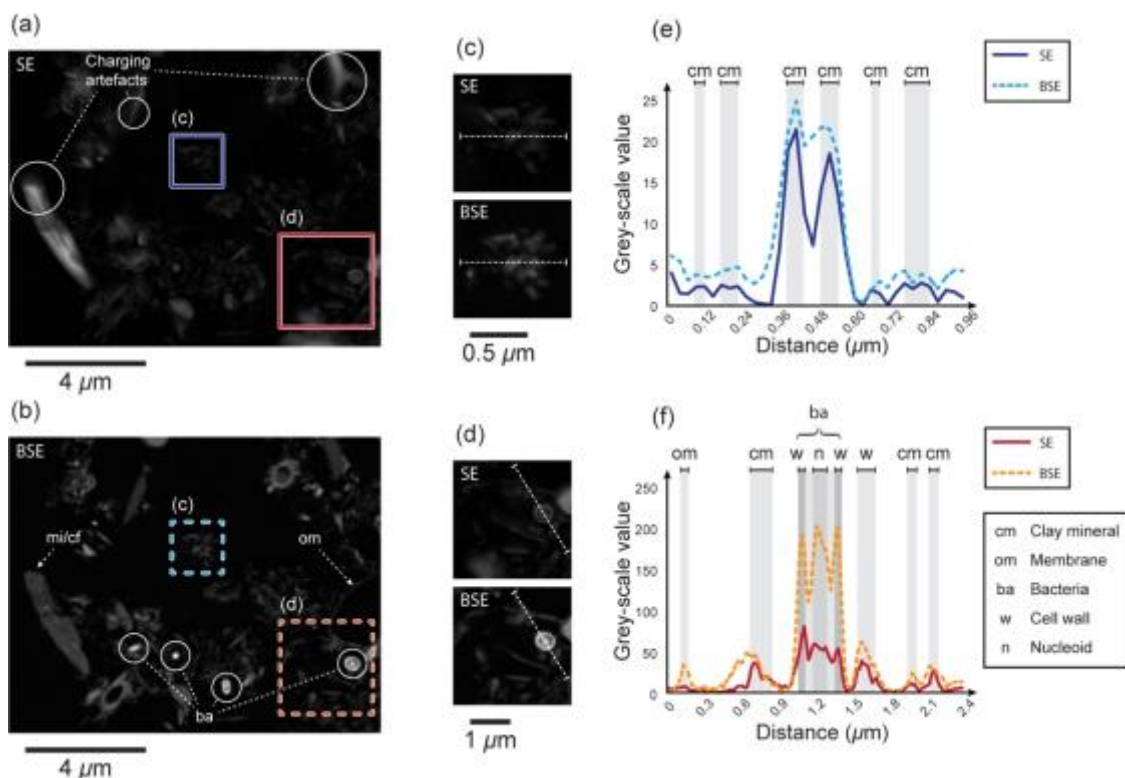 (a)
SE
Charging
artefacts
(c)
(d)
4 µm
(b)
BSE
(c)
mi/cf
om
(d)
ba
4 µm
(c)
SE
BSE
0.5 µm
(d)
SE
BSE
1 µm
(e)
SE
BSE
cm cm cm cm cm cm
Grey-scale value
25
20
15
10
5
0
0 0.12 0.24 0.36 0.48 0.60 0.72 0.84 0.96
Distance (µm)
(f)
ba
om cm w n w w cm cm
SE
BSE
Grey-scale value
250
200
150
100
50
0
0 0.3 0.6 0.9 1.2 1.5 1.8 2.1 2.4
Distance (µm)
cm Clay mineral
om Membrane
ba Bacteria
w Cell wall
n Nucleoid